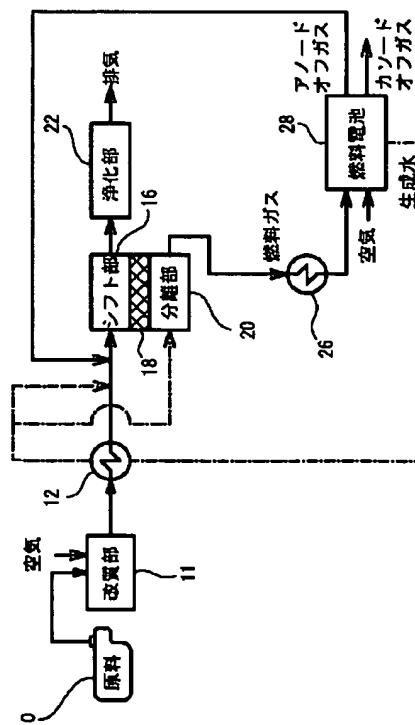 0
原料
空気
改質部
11
12
シフト部
16
18
分離部
20
22
浄化部
排気
燃料ガス
26
空気
燃料電池
28
アノード
オフガス
カソード
オフガス
生成水